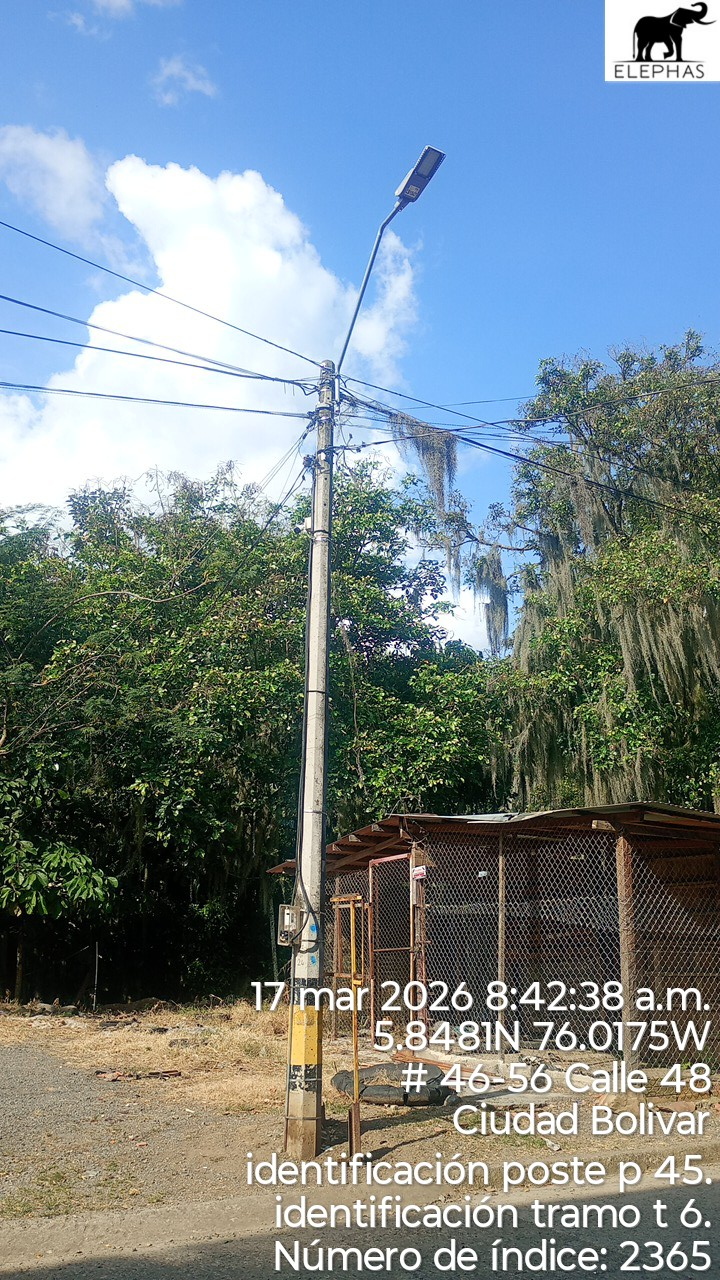 ELEPHAS
17 mar 2026 8:42:38 a.m.
5.8481N 76.0175W
# 46-56 Calle 48
Ciudad Bolivar
identificación poste p 45.
identificación tramo t 6.
Número de índice: 2365